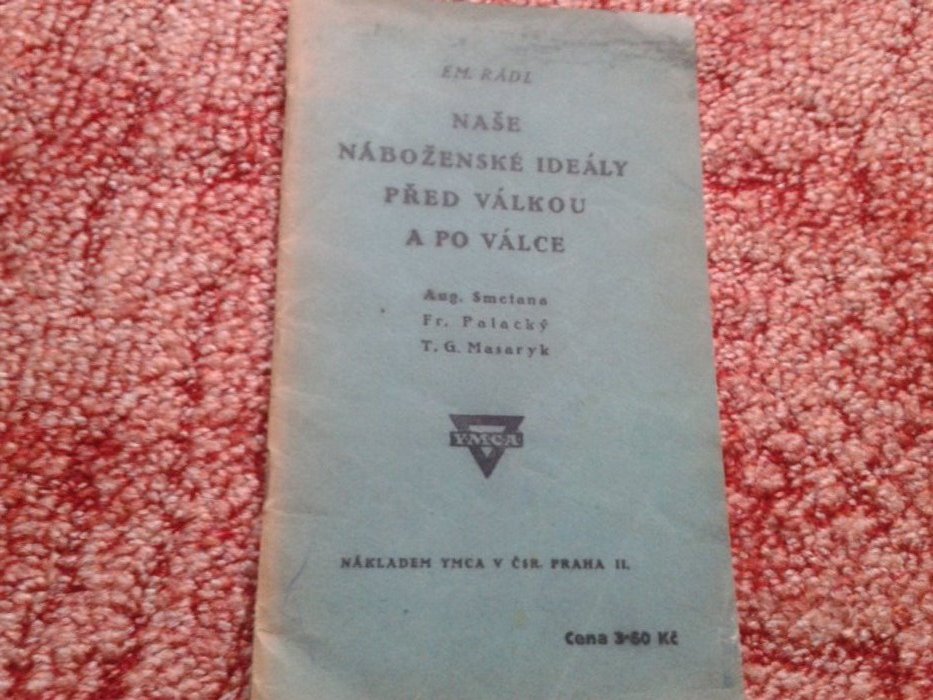 EM. RÁDL
NAŠE
NÁBOŽENSKÉ IDEÁLY
PŘED VÁLKOU
A PO VÁLCE
Aug. Smetana
Fr. Palacký
T. G. Masaryk
YMCA
NÁKLADEM YMCA V ČSR. PRAHA II.
Cena 3·60 Kč